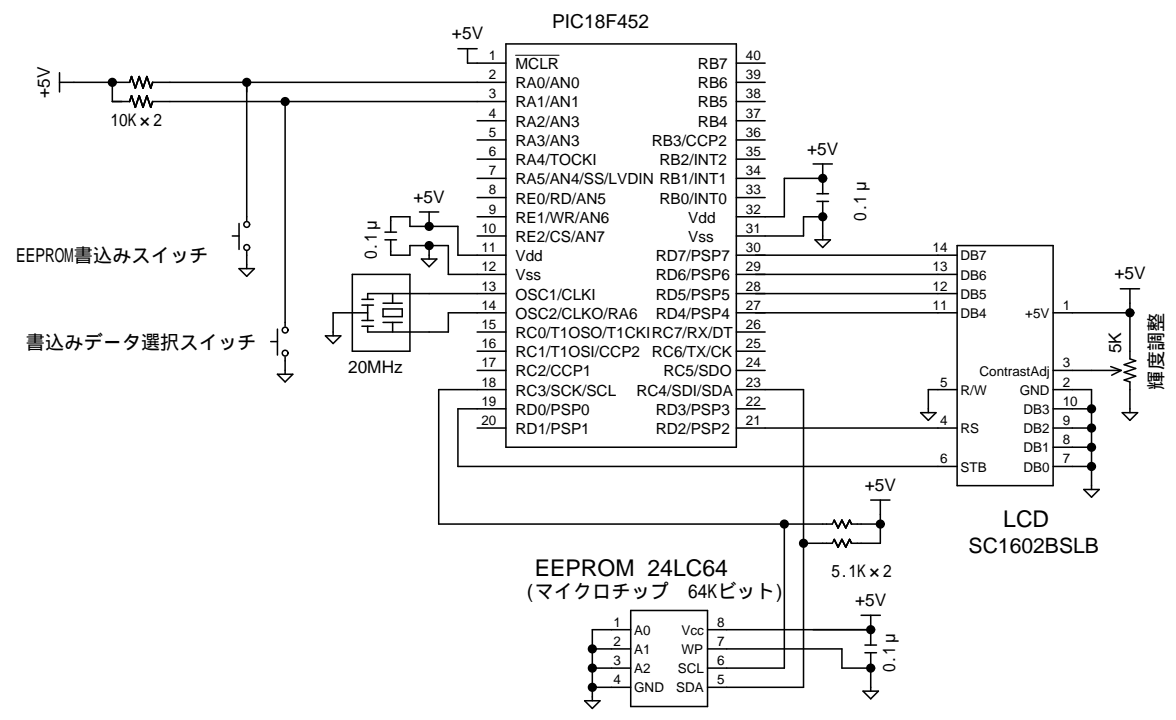 PIC18F452
+5V
+5V
10K×2
1 MCLR
2 RA0/AN0
3 RA1/AN1
4 RA2/AN3
5 RA3/AN3
6 RA4/TOCKI
7 RA5/AN4/SS/LVDIN
8 RE0/RD/AN5
9 RE1/WR/AN6
10 RE2/CS/AN7
11 Vdd
12 Vss
13 OSC1/CLKI
14 OSC2/CLKO/RA6
15 RC0/T1OSO/T1CKI
16 RC1/T1OSI/CCP2
17 RC2/CCP1
18 RC3/SCK/SCL
19 RD0/PSP0
20 RD1/PSP1
RB7 40
RB6 39
RB5 38
RB4 37
RB3/CCP2 36
RB2/INT2 35
RB1/INT1 34
RB0/INT0 33
Vdd 32
Vss 31
RD7/PSP7 30
RD6/PSP6 29
RD5/PSP5 28
RD4/PSP4 27
RC7/RX/DT 26
RC6/TX/CK 25
RC5/SDO 24
RC4/SDI/SDA 23
RD3/PSP3 22
RD2/PSP2 21
+5V
0.1μ
+5V
0.1μ
EEPROM書込みスイッチ
書込みデータ選択スイッチ
20MHz
14 DB7
13 DB6
12 DB5
11 DB4
5 R/W
4 RS
6 STB
+5V 1
ContrastAdj 3
GND 2
DB3 10
DB2 9
DB1 8
DB0 7
+5V
5K
輝度調整
LCD
SC1602BSLB
+5V
5.1K×2
EEPROM 24LC64
(マイクロチップ 64Kビット)
1 A0
2 A1
3 A2
4 GND
Vcc 8
WP 7
SCL 6
SDA 5
+5V
0.1μ